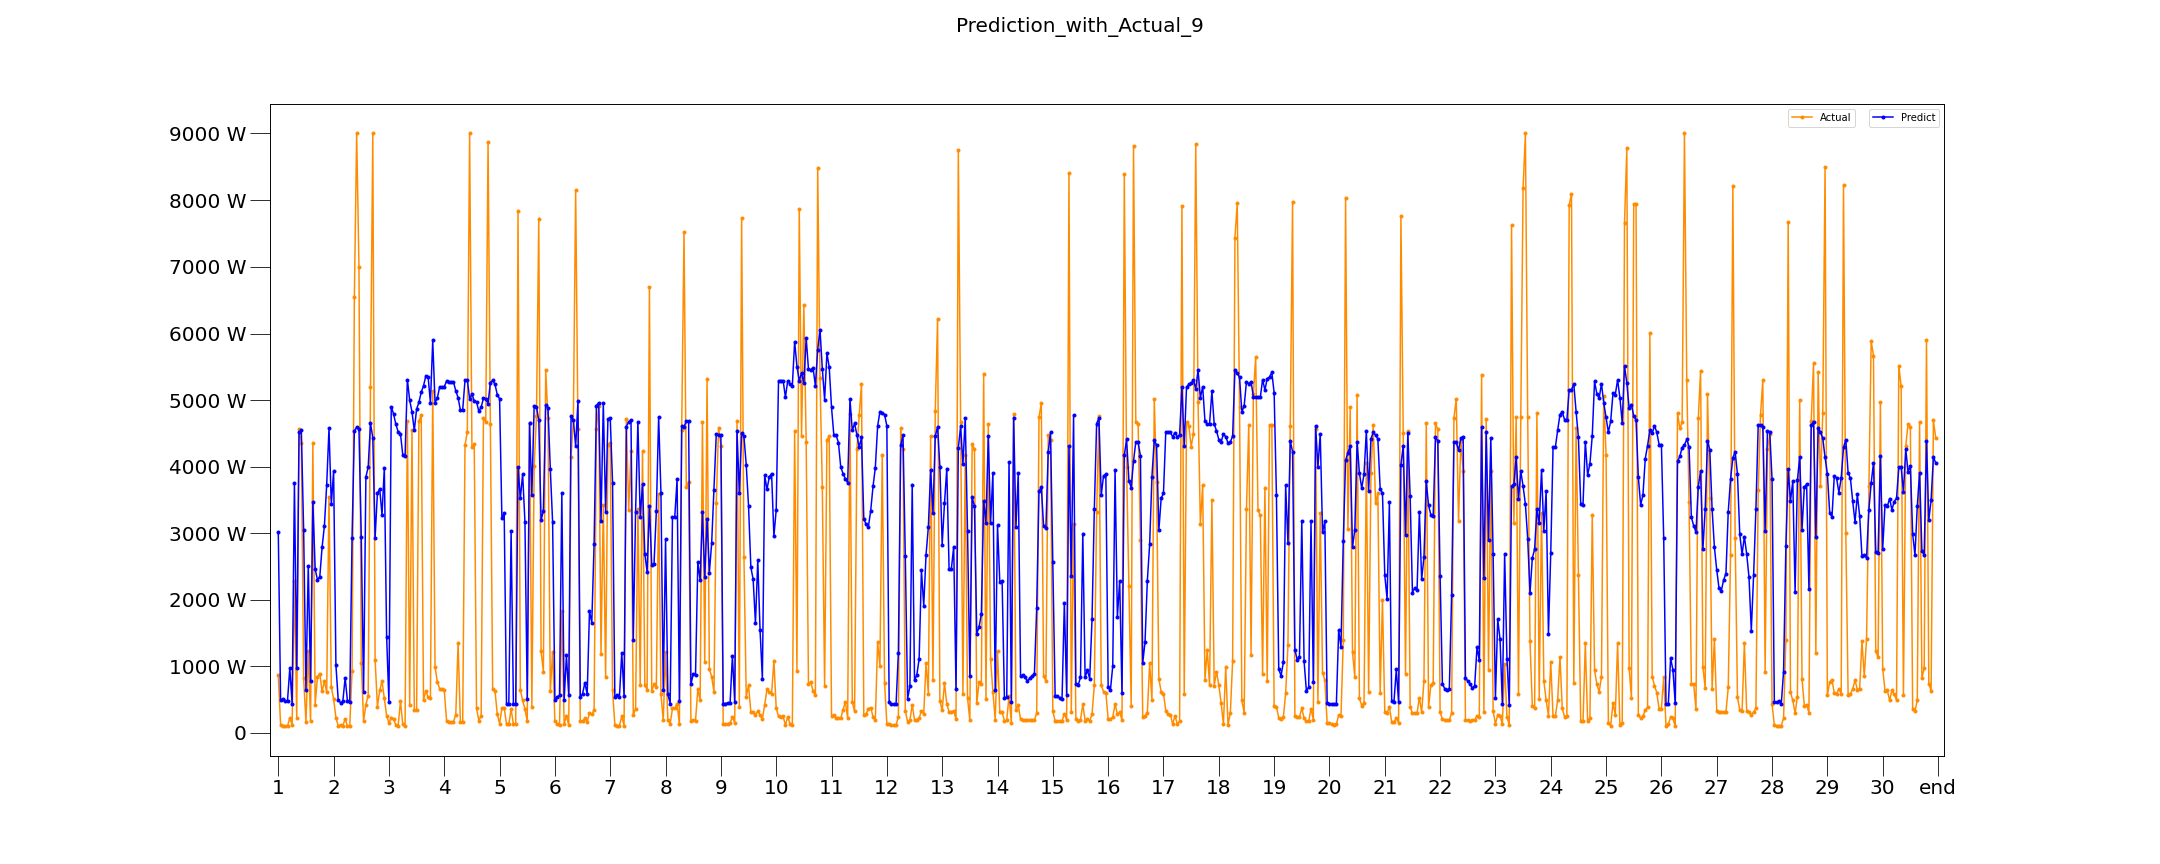 Prediction_with_Actual_9
Actual Predict
9000 W
8000 W
7000 W
6000 W
5000 W
4000 W
3000 W
2000 W
1000 W
0
1 2 3 4 5 6 7 8 9 10 11 12 13 14 15 16 17 18 19 20 21 22 23 24 25 26 27 28 29 30 end